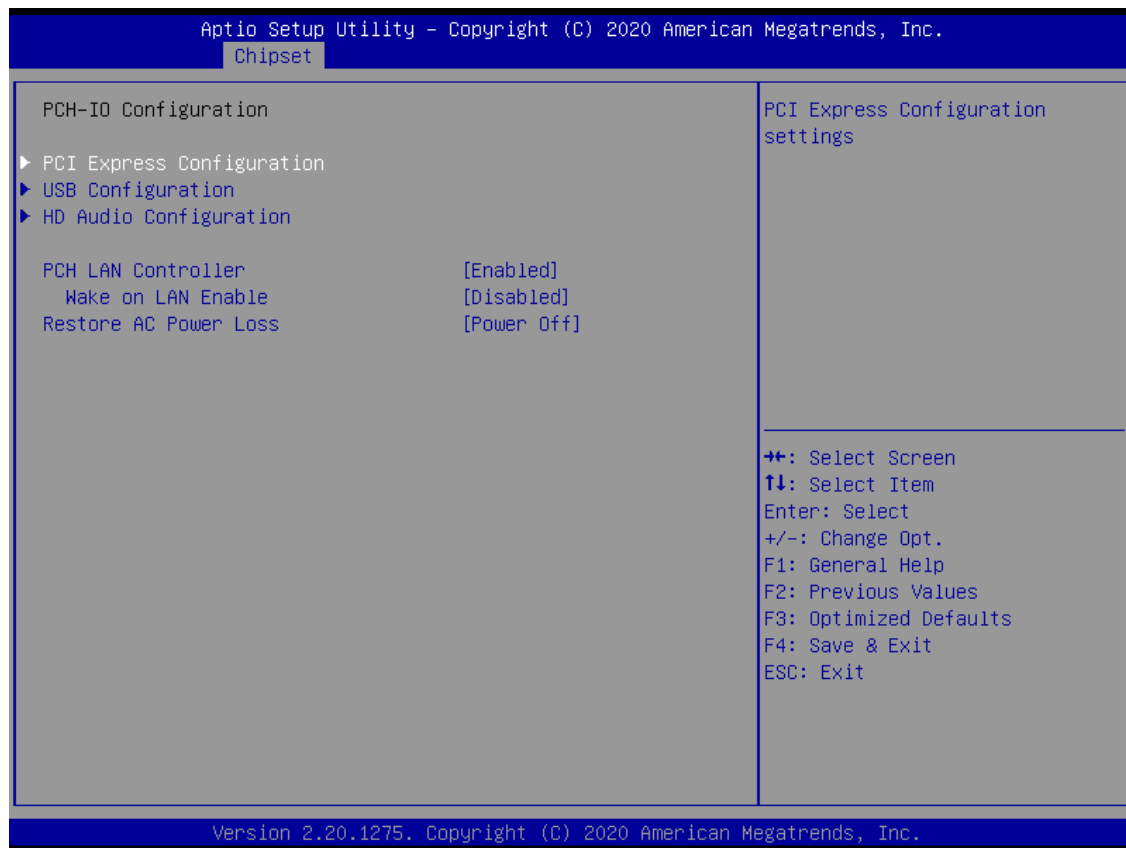 Aptio Setup Utility – Copyright (C) 2020 American Megatrends, Inc.
Chipset
PCH-IO Configuration
PCI Express Configuration
USB Configuration
HD Audio Configuration
PCH LAN Controller [Enabled]
Wake on LAN Enable [Disabled]
Restore AC Power Loss [Power Off]
PCI Express Configuration
settings
→←: Select Screen
↑↓: Select Item
Enter: Select
+/-: Change Opt.
F1: General Help
F2: Previous Values
F3: Optimized Defaults
F4: Save & Exit
ESC: Exit
Version 2.20.1275. Copyright (C) 2020 American Megatrends, Inc.